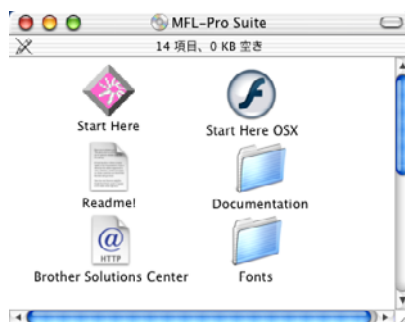 MFL-Pro Suite
14 項目、0 KB 空き
Start Here
Start Here OSX
Readme!
Documentation
@
HTTP
Brother Solutions Center
Fonts